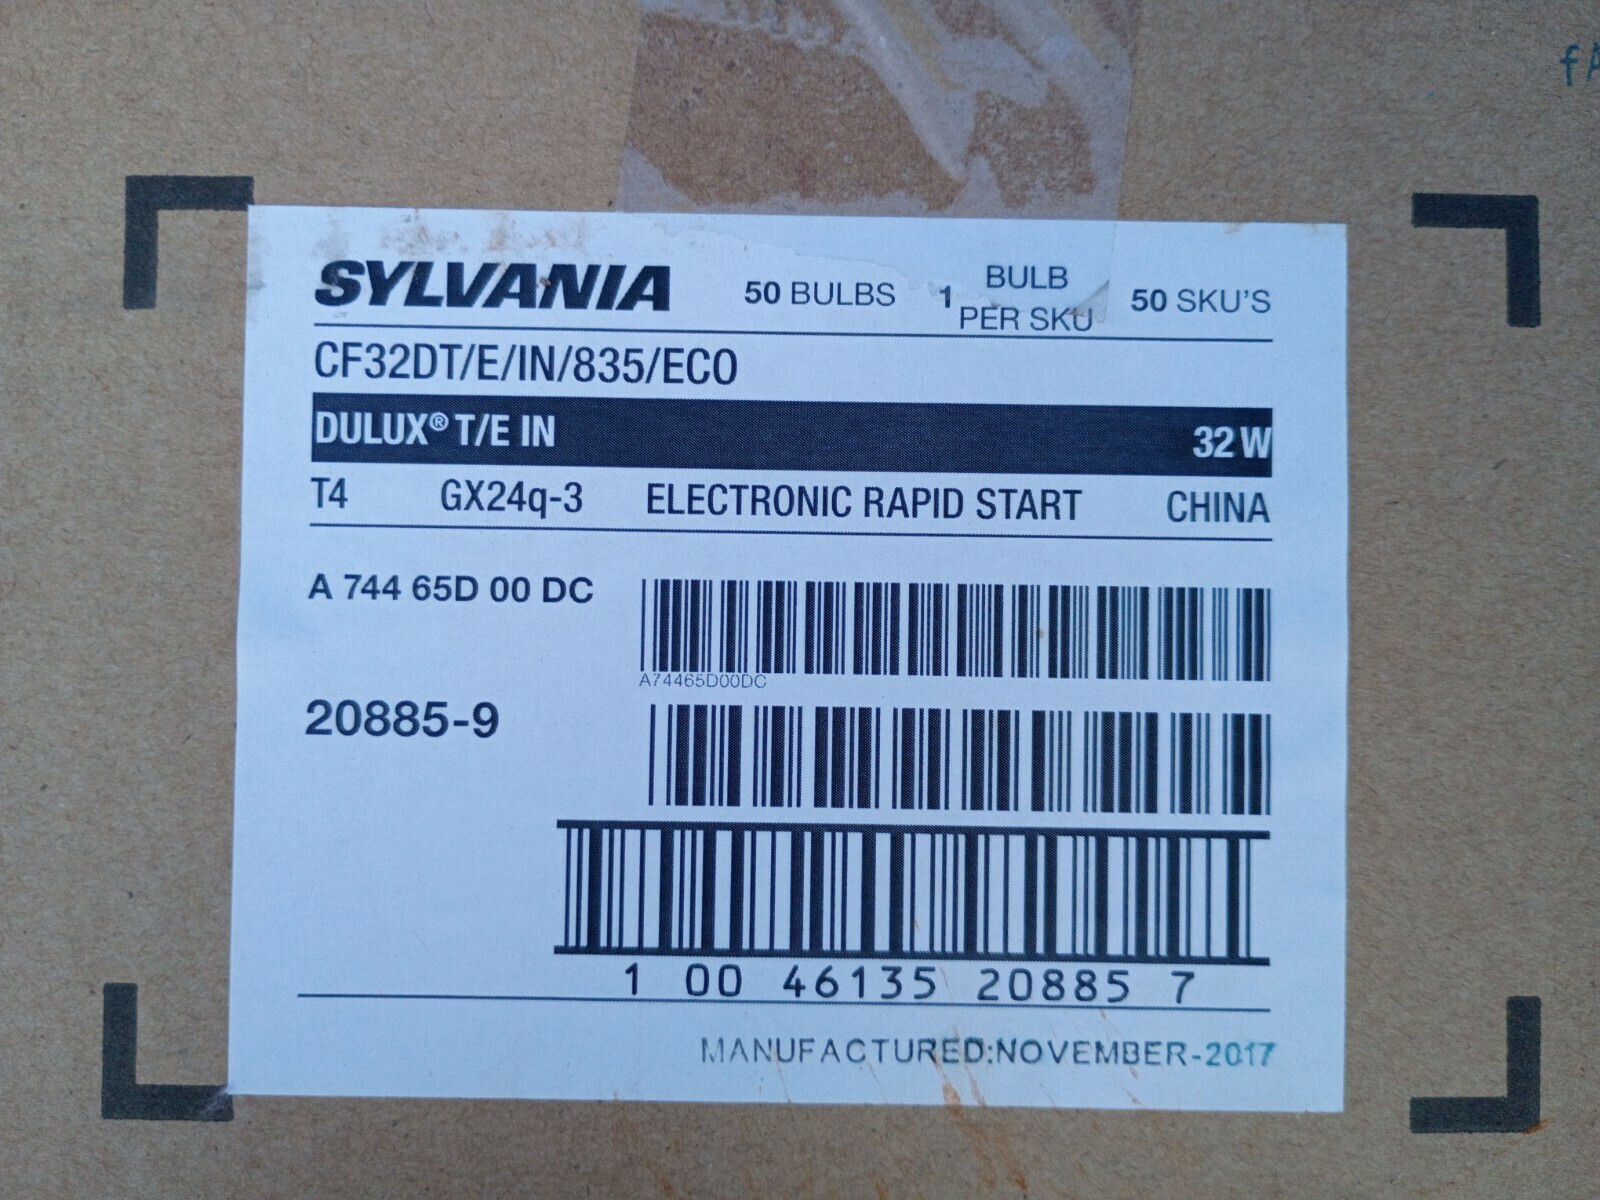 fA
SYLVANIA 50 BULBS 1 BULB PER SKU 50 SKU'S
CF32DT/E/IN/835/ECO
DULUX® T/E IN 32 W
T4 GX24q-3 ELECTRONIC RAPID START CHINA
A 744 65D 00 DC
A74465D00DC
20885-9
1 00 46135 20885 7
MANUFACTURED:NOVEMBER-2017